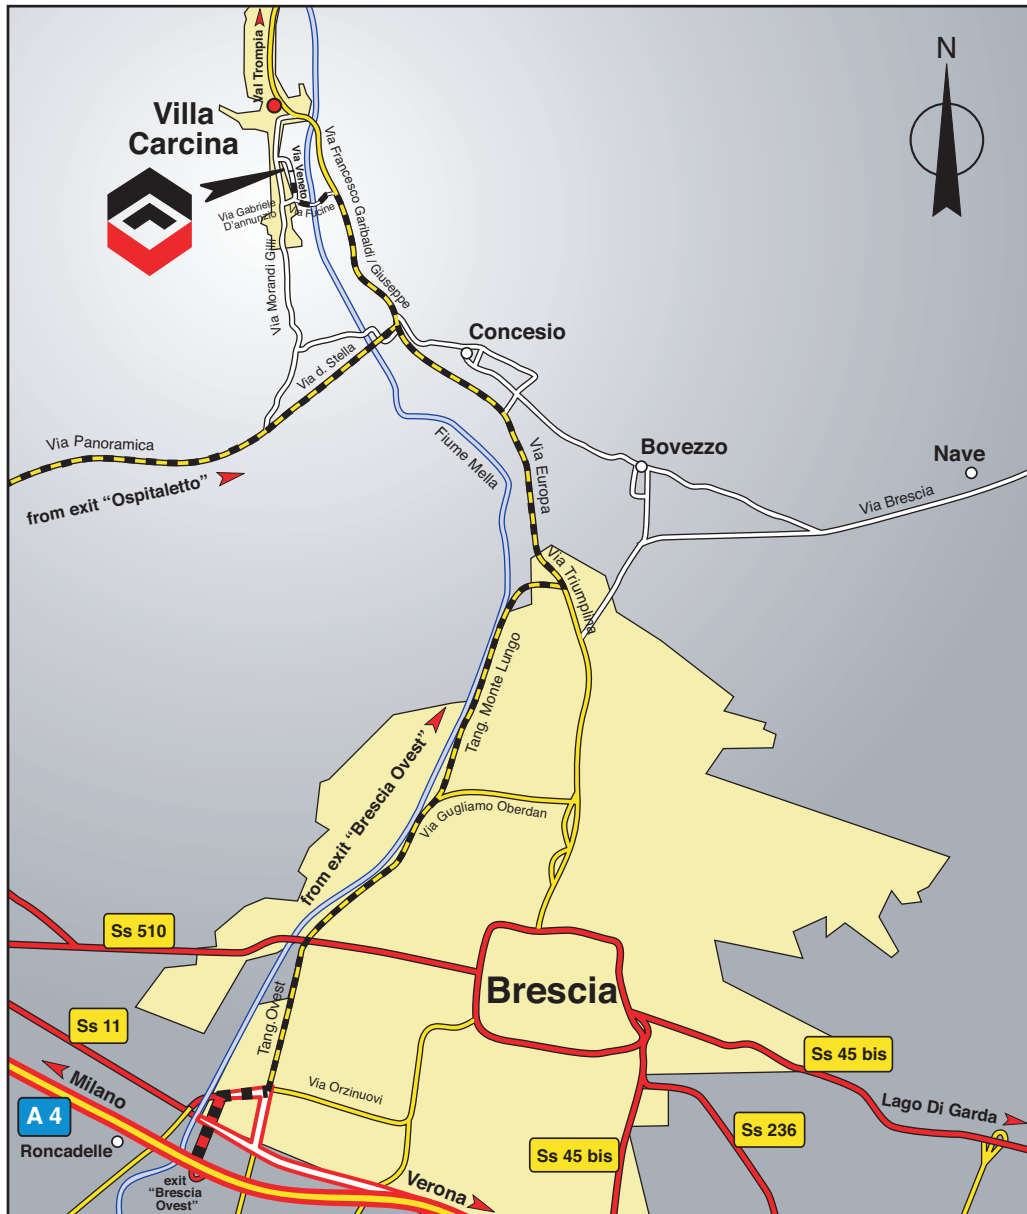 Val Trompia
N
Villa
Carcina
Via Francesco Garibaldi / Giuseppe
Via Veneto
Via Gabriele
D'annunzio
a Fucine
Via Morandi Gilli
Concesio
Via d. Stella
Via Panoramica
from exit “Ospitaletto”
Fiume Mella
Via Europa
Bovezzo
Nave
Via Brescia
Via Triumplina
Tang. Monte Lungo
from exit “Brescia Ovest”
Via Gugliamo Oberdan
Ss 510
Brescia
Tang.Ovest
Ss 11
Ss 45 bis
Milano
Via Orzinuovi
Lago Di Garda
A 4
Ss 236
Roncadelle
Ss 45 bis
Verona
exit
“Brescia
Ovest”